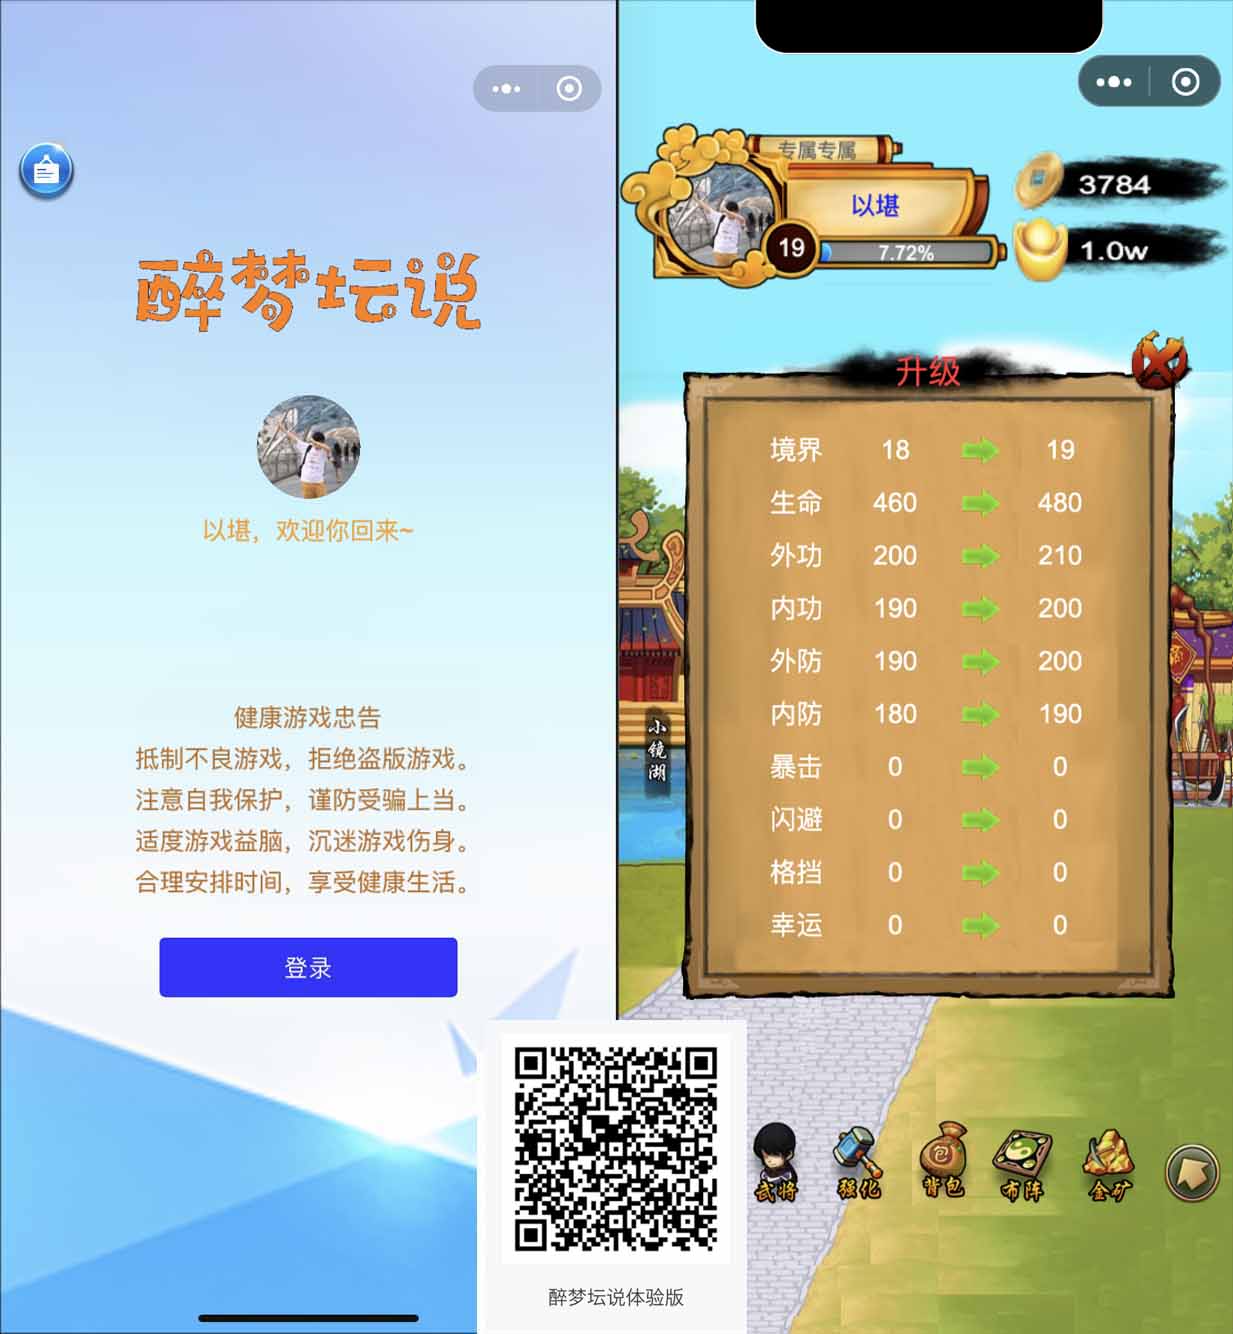 醉梦坛说
以堪，欢迎你回来~
健康游戏忠告
抵制不良游戏，拒绝盗版游戏。
注意自我保护，谨防受骗上当。
适度游戏益脑，沉迷游戏伤身。
合理安排时间，享受健康生活。
登录
专属专属
以堪
19
7.72%
3784
1.0w
升级
境界 18 19
生命 460 480
外功 200 210
内功 190 200
外防 190 200
内防 180 190
暴击 0 0
闪避 0 0
格挡 0 0
幸运 0 0
小镜湖
武将 强化 背包 布阵 金矿
醉梦坛说体验版